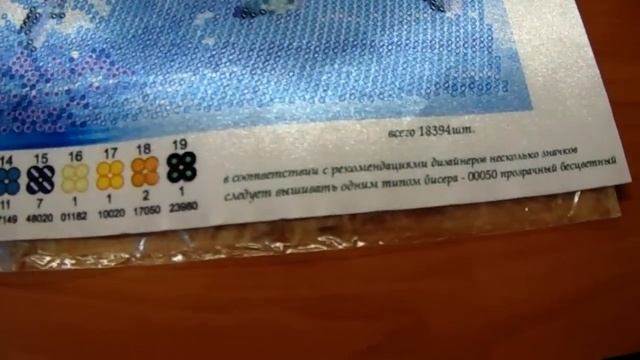 всего 18394шт.
14 15 16 17 18 19
11 7 1 1 2 1
7149 48020 01182 10020 17050 23980
в соответствии с рекомендациями дизайнеров несколько значков
следует вышивать одним типом бисера - 00050 прозрачный бесцветный